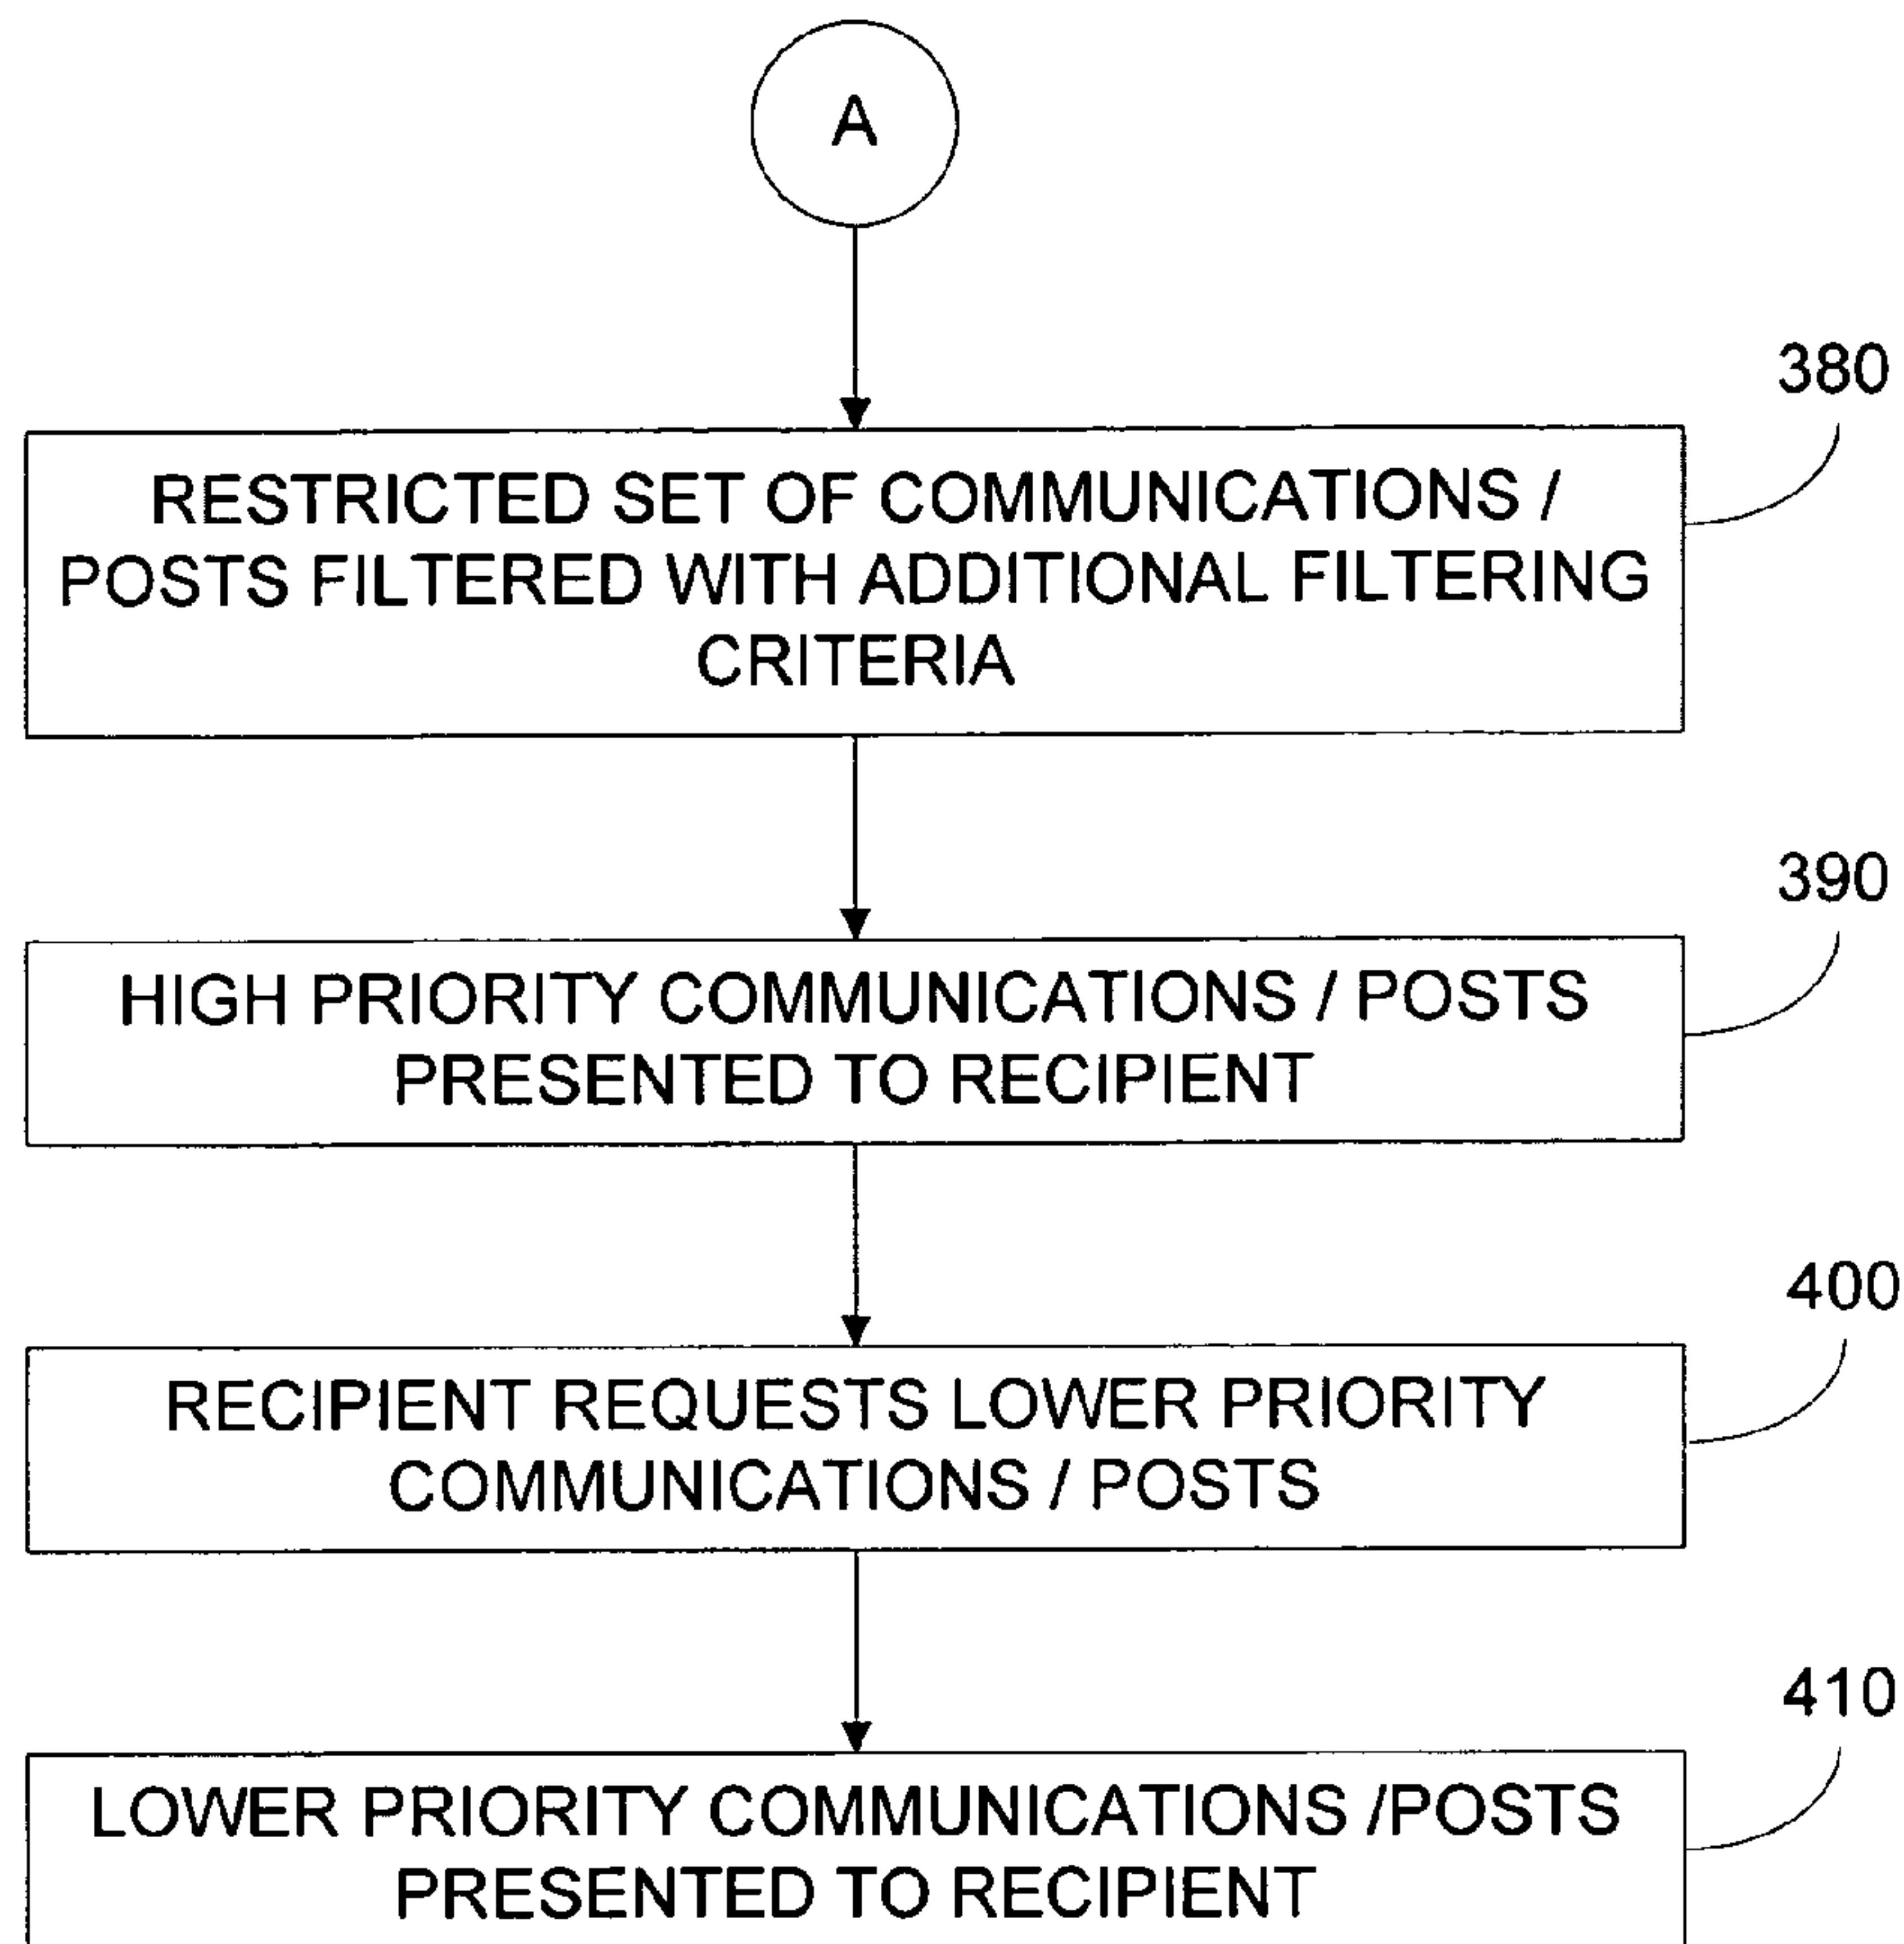 A
380
RESTRICTED SET OF COMMUNICATIONS /
POSTS FILTERED WITH ADDITIONAL FILTERING
CRITERIA
390
HIGH PRIORITY COMMUNICATIONS / POSTS
PRESENTED TO RECIPIENT
400
RECIPIENT REQUESTS LOWER PRIORITY
COMMUNICATIONS / POSTS
410
LOWER PRIORITY COMMUNICATIONS /POSTS
PRESENTED TO RECIPIENT